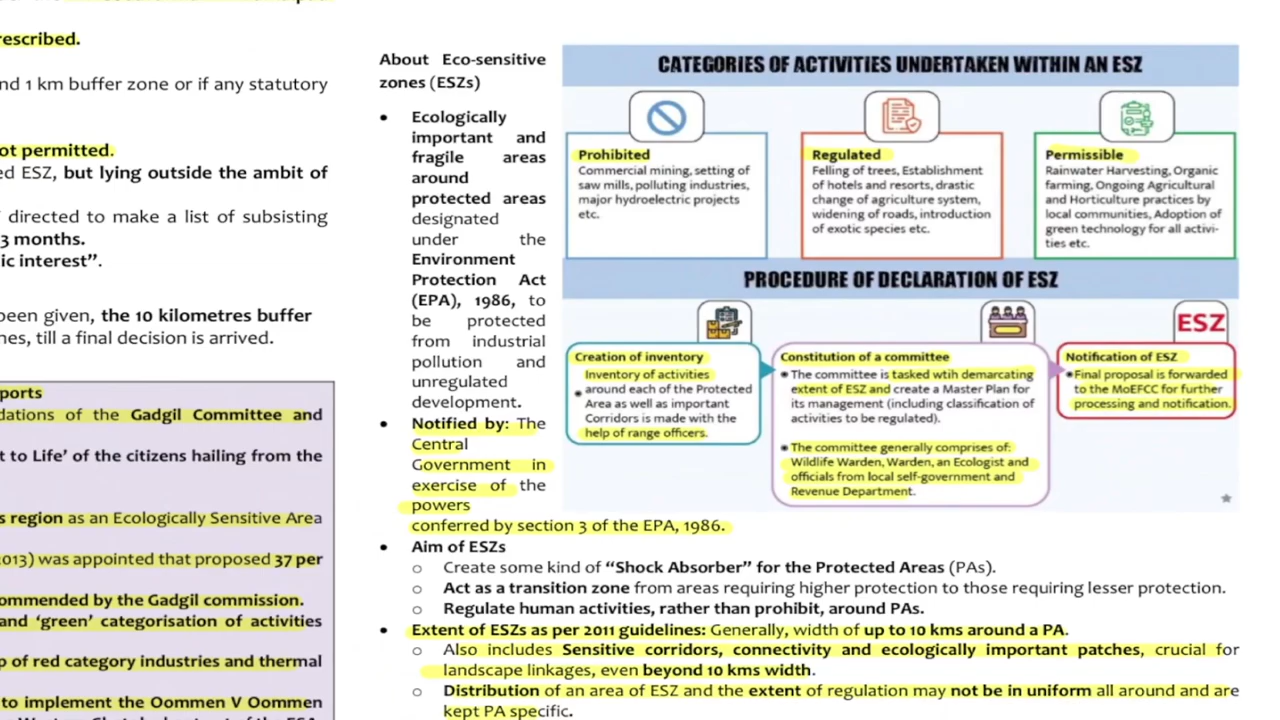 rescribed.
nd 1 km buffer zone or if any statutory
ot permitted.
ed ESZ, but lying outside the ambit of
directed to make a list of subsisting
3 months.
ic interest”.
been given, the 10 kilometres buffer
nes, till a final decision is arrived.
ports
dations of the Gadgil Committee and
t to Life’ of the citizens hailing from the
s region as an Ecologically Sensitive Area
2013) was appointed that proposed 37 per
ommended by the Gadgil commission.
and ‘green’ categorisation of activities
p of red category industries and thermal
to implement the Oommen V Oommen
About Eco-sensitive
zones (ESZs)
• Ecologically
important and
fragile areas
around
protected areas
designated
under the
Environment
Protection Act
(EPA), 1986, to
be protected
from industrial
pollution and
unregulated
development.
• Notified by: The
Central
Government in
exercise of the
powers
conferred by section 3 of the EPA, 1986.
CATEGORIES OF ACTIVITIES UNDERTAKEN WITHIN AN ESZ
Prohibited
Commercial mining, setting of
saw mills, polluting industries,
major hydroelectric projects
etc.
Regulated
Felling of trees, Establishment
of hotels and resorts, drastic
change of agriculture system,
widening of roads, introduction
of exotic species etc.
Permissible
Rainwater Harvesting, Organic
farming, Ongoing Agricultural
and Horticulture practices by
local communities, Adoption of
green technology for all activi-
ties etc.
PROCEDURE OF DECLARATION OF ESZ
Creation of inventory
Inventory of activities
• around each of the Protected
Area as well as important
Corridors is made with the
help of range officers.
Constitution of a committee
• The committee is tasked wtih demarcating
extent of ESZ and create a Master Plan for
its management (including classification of
activities to be regulated).
• The committee generally comprises of:
Wildlife Warden, Warden, an Ecologist and
officials from local self-government and
Revenue Department.
ESZ
Notification of ESZ
• Final proposal is forwarded
to the MoEFCC for further
processing and notification.
• Aim of ESZs
o Create some kind of “Shock Absorber” for the Protected Areas (PAs).
o Act as a transition zone from areas requiring higher protection to those requiring lesser protection.
o Regulate human activities, rather than prohibit, around PAs.
• Extent of ESZs as per 2011 guidelines: Generally, width of up to 10 kms around a PA.
o Also includes Sensitive corridors, connectivity and ecologically important patches, crucial for
landscape linkages, even beyond 10 kms width.
o Distribution of an area of ESZ and the extent of regulation may not be in uniform all around and are
kept PA specific.